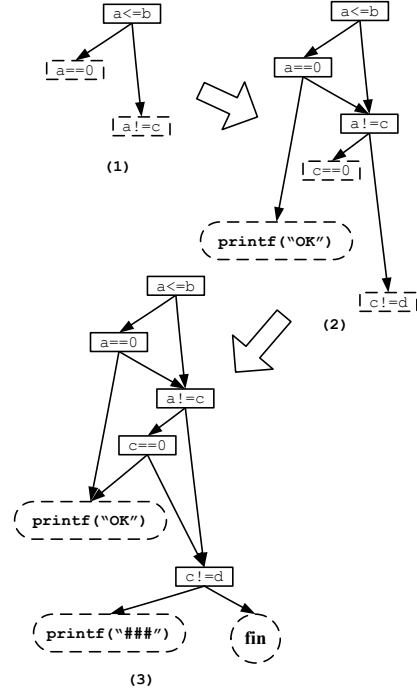 a<=b
a==0
a!=c
(1)
a<=b
a==0
a!=c
c==0
printf(“OK”)
c!=d
(2)
a<=b
a==0
a!=c
c==0
printf(“OK”)
c!=d
printf(“###”)
fin
(3)